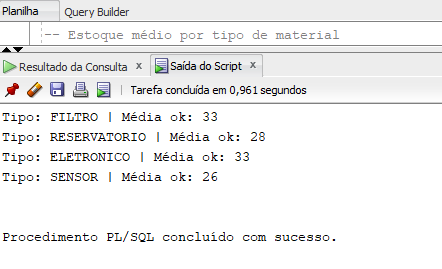 Planilha Query Builder
-- Estoque médio por tipo de material
Resultado da Consulta x Saída do Script x
Tarefa concluída em 0,961 segundos
Tipo: FILTRO | Média ok: 33
Tipo: RESERVATORIO | Média ok: 28
Tipo: ELETRONICO | Média ok: 33
Tipo: SENSOR | Média ok: 26
Procedimento PL/SQL concluído com sucesso.